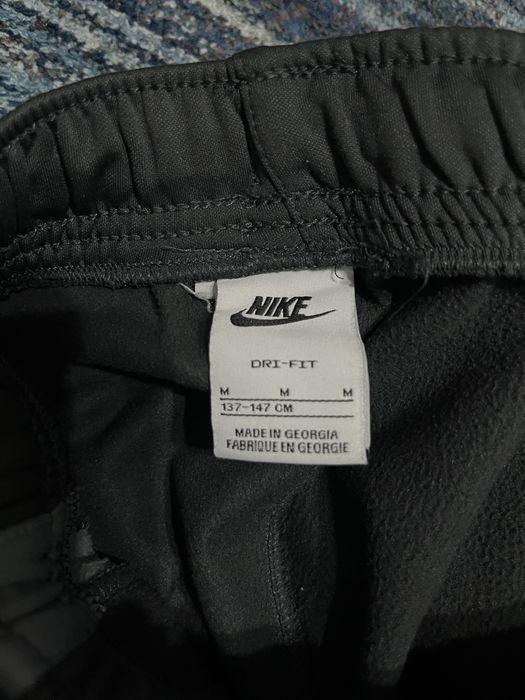 NIKE
DRI-FIT
M M M
137-147 CM
MADE IN GEORGIA
FABRIQUE EN GEORGIE